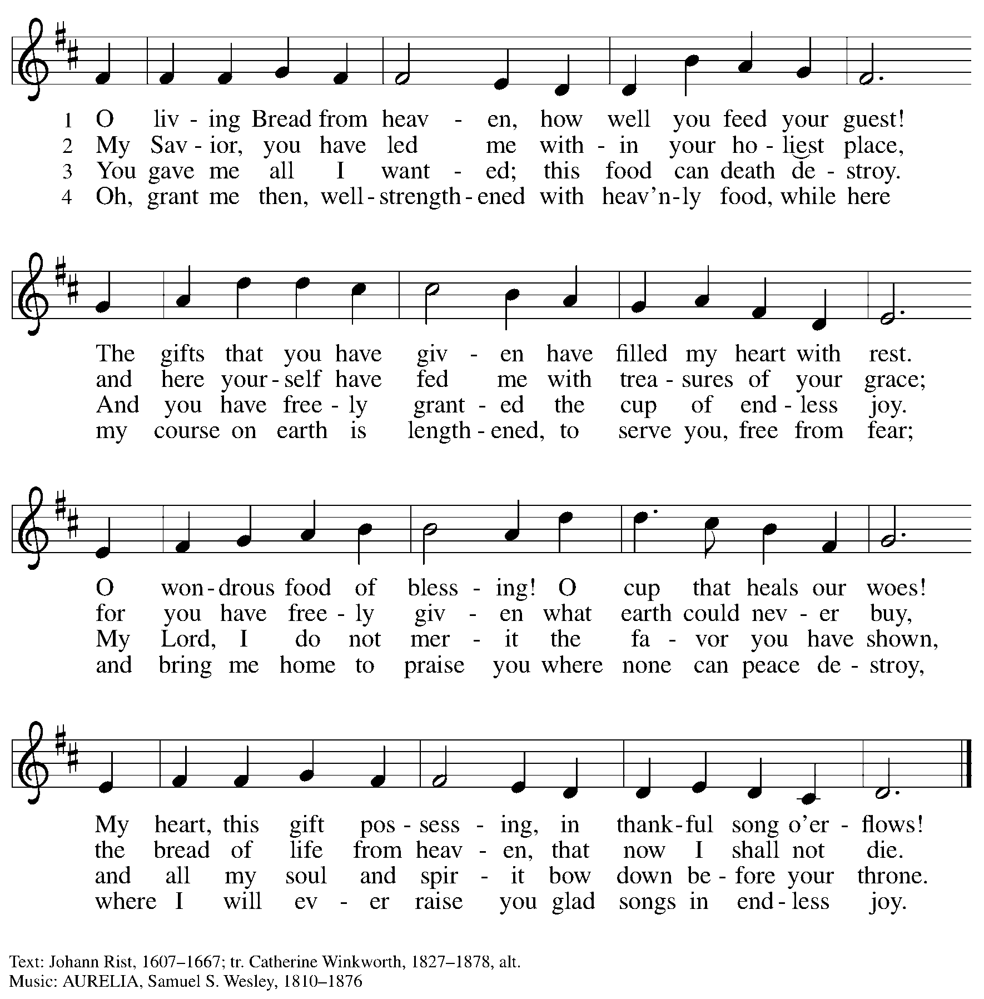 1 O liv - ing Bread from heav - en, how well you feed your guest!
2 My Sav - ior, you have led me with - in your ho - liest place,
3 You gave me all I want - ed; this food can death de - stroy.
4 Oh, grant me then, well - strength - ened with heav'n - ly food, while here
The gifts that you have giv - en have filled my heart with rest.
and here your - self have fed me with trea - sures of your grace;
And you have free - ly grant - ed the cup of end - less joy.
my course on earth is length - ened, to serve you, free from fear;
O won - drous food of bless - ing! O cup that heals our woes!
for you have free - ly giv - en what earth could nev - er buy,
My Lord, I do not mer - it the fa - vor you have shown,
and bring me home to praise you where none can peace de - stroy,
My heart, this gift pos - sess - ing, in thank - ful song o'er - flows!
the bread of life from heav - en, that now I shall not die.
and all my soul and spir - it bow down be - fore your throne.
where I will ev - er raise you glad songs in end - less joy.
Text: Johann Rist, 1607–1667; tr. Catherine Winkworth, 1827–1878, alt.
Music: AURELIA, Samuel S. Wesley, 1810–1876